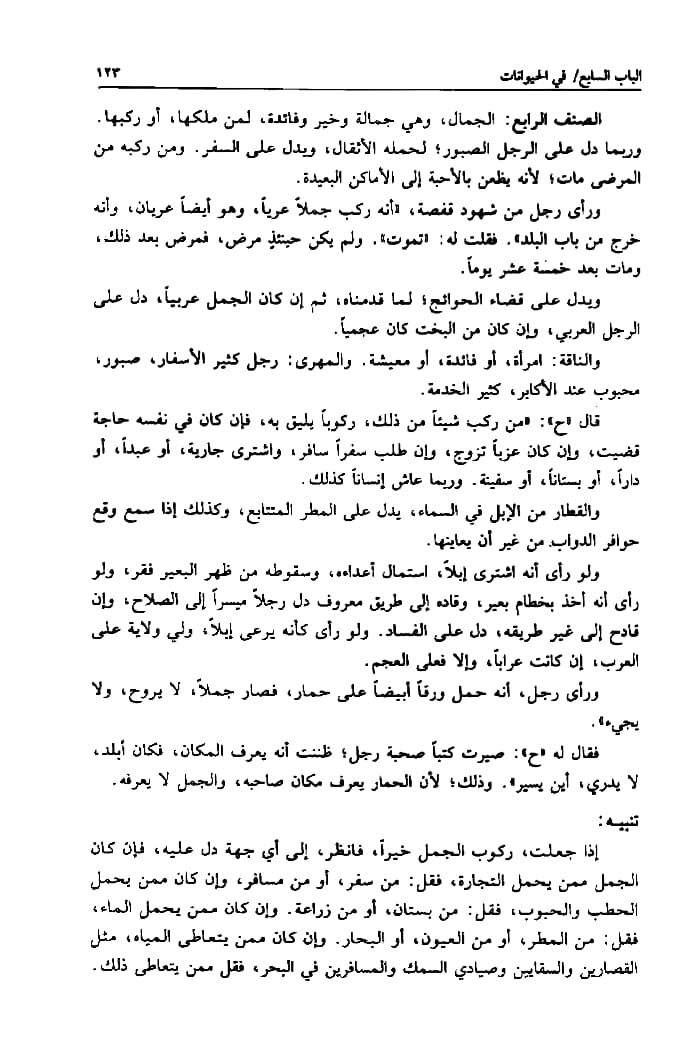 الباب السابع/ في الحيوانات ١٢٣
الصنف الرابع: الجمال، وهي جمالة وخير وفائدة، لمن ملكها، أو ركبها.
وربما دل على الرجل الصبور؛ لحمله الأثقال، ويدل على السفر. ومن ركبه من
المرضى مات؛ لأنه يظعن بالأحبة إلى الأماكن البعيدة.
ورأى رجل من شهود قفصة، «أنه ركب جملاً عرياً، وهو أيضاً عريان، وأنه
خرج من باب البلد». فقلت له: «تموت». ولم يكن حينئذٍ مرض، فمرض بعد ذلك،
ومات بعد خمسة عشر يوماً.
ويدل على قضاء الحوائج؛ لما قدمناه، ثم إن كان الجمل عربياً، دل على
الرجل العربي، وإن كان من البخت كان عجمياً.
والناقة: امرأة، أو فائدة، أو معيشة. والمهرى: رجل كثير الأسفار، صبور،
محبوب عند الأكابر، كثير الخدمة.
قال «ح»: «من ركب شيئاً من ذلك، ركوباً يليق به، فإن كان في نفسه حاجة
قضيت، وإن كان عزباً تزوج، وإن طلب سفراً سافر، واشترى جارية، أو عبداً، أو
داراً، أو بستاناً، أو سفينة. وربما عاش إنساناً كذلك.
والقطار من الإبل في السماء، يدل على المطر المتتابع، وكذلك إذا سمع وقع
حوافر الدواب من غير أن يعاينها.
ولو رأى أنه اشترى إبلاً، استمال أعداءه، وسقوطه من ظهر البعير فقر، ولو
رأى أنه أخذ بخطام بعير، وقاده إلى طريق معروف دل رجلاً ميسراً إلى الصلاح، وإن
قادح إلى غير طريقه، دل على الفساد. ولو رأى كأنه يرعى إبلاً، ولي ولاية على
العرب، إن كانت عراباً، وإلا فعلى العجم.
ورأى رجل، أنه حمل ورقاً أبيضاً على حمار، فصار جملاً، لا يروح، ولا
يجيء».
فقال له «ح»: صيرت كتباً صحبة رجل؛ ظننت أنه يعرف المكان، فكان أبلد،
لا يدري، أين يسير». وذلك؛ لأن الحمار يعرف مكان صاحبه، والجمل لا يعرفه.
تنبيه:
إذا جعلت، ركوب الجمل خيراً، فانظر، إلى أي جهة دل عليه، فإن كان
الجمل ممن يحمل التجارة، فقل: من سفر، أو من مسافر، وإن كان ممن يحمل
الحطب والحبوب، فقل: من بستان، أو من زراعة. وإن كان ممن يحمل الماء،
فقل: من المطر، أو من العيون، أو البحار. وإن كان ممن يتعاطى المياه، مثل
القصارين والسقايين وصيادي السمك والمسافرين في البحر، فقل ممن يتعاطى ذلك.